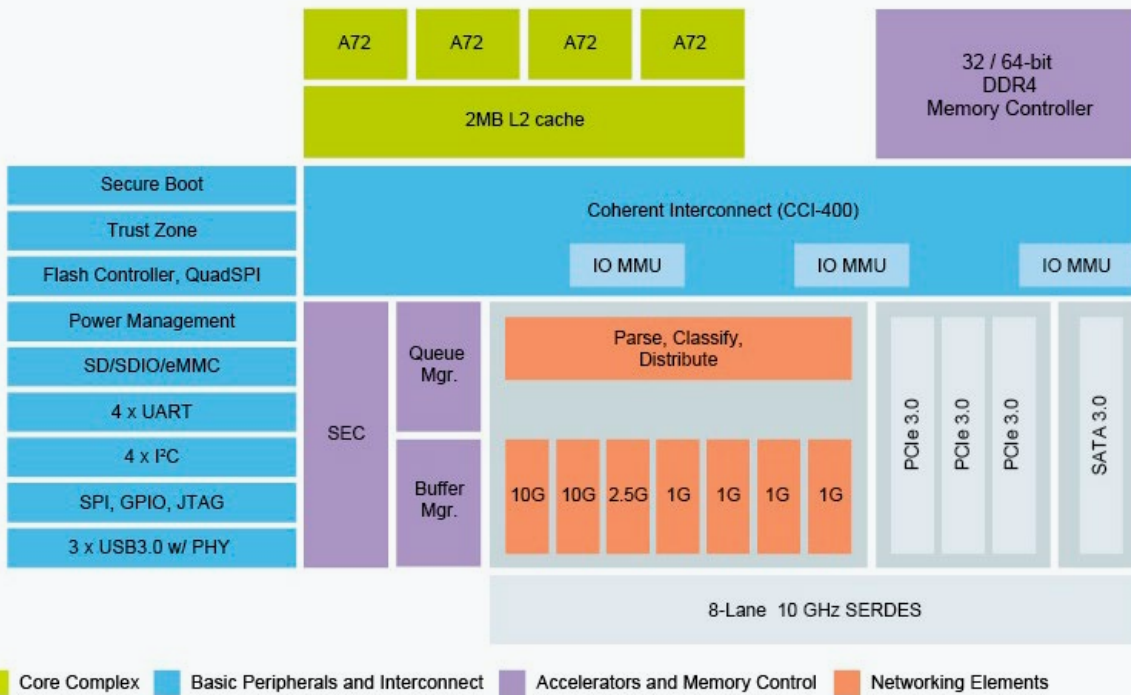 A72
A72
A72
A72
2MB L2 cache
32 / 64-bit
DDR4
Memory Controller
Secure Boot
Trust Zone
Flash Controller, QuadSPI
Power Management
SD/SDIO/eMMC
4 x UART
4 x I²C
SPI, GPIO, JTAG
3 x USB3.0 w/ PHY
Coherent Interconnect (CCI-400)
IO MMU
IO MMU
IO MMU
SEC
Queue
Mgr.
Buffer
Mgr.
Parse, Classify,
Distribute
10G
10G
2.5G
1G
1G
1G
1G
PCIe 3.0
PCIe 3.0
PCIe 3.0
SATA 3.0
8-Lane 10 GHz SERDES
Core Complex
Basic Peripherals and Interconnect
Accelerators and Memory Control
Networking Elements